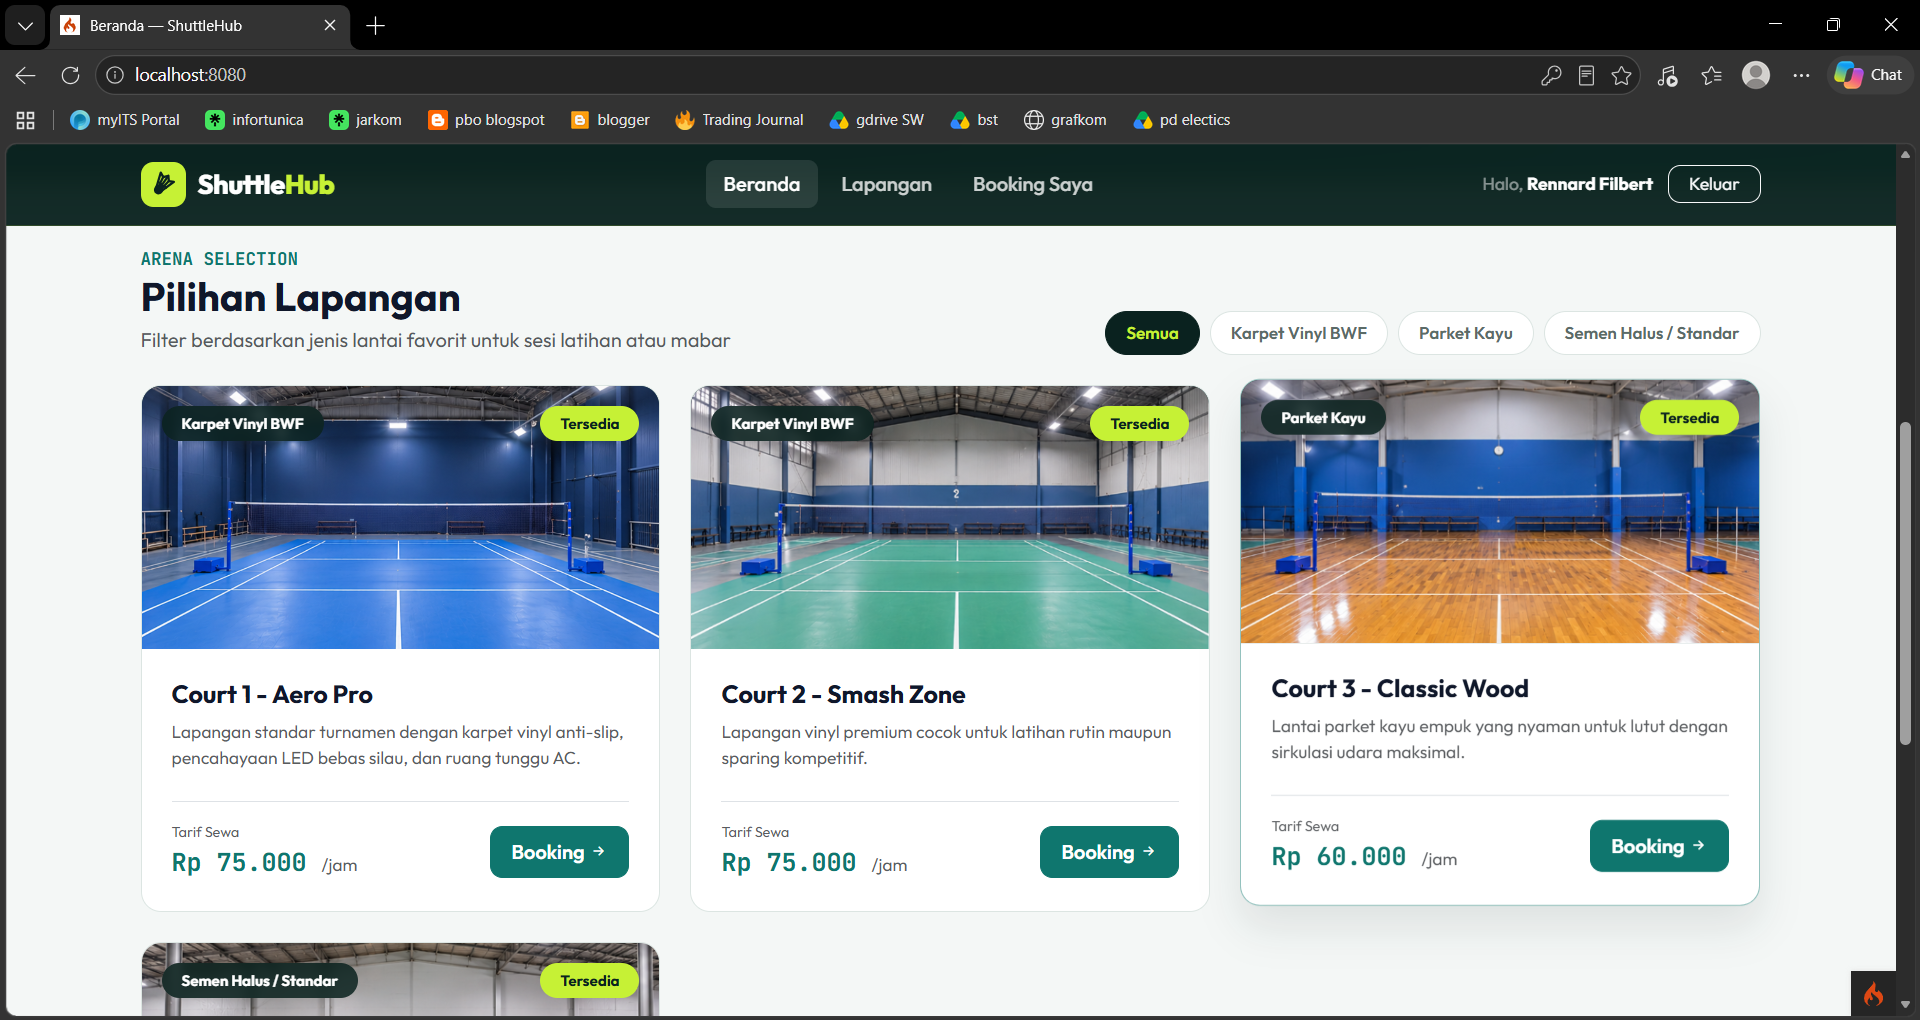 Beranda — ShuttleHub
localhost:8080
Chat
myITS Portal
infortunica
jarkom
pbo blogspot
blogger
Trading Journal
gdrive SW
bst
grafkom
pd electics
ShuttleHub
Beranda
Lapangan
Booking Saya
Halo, Rennard Filbert
Keluar
ARENA SELECTION
Pilihan Lapangan
Filter berdasarkan jenis lantai favorit untuk sesi latihan atau mabar
Semua
Karpet Vinyl BWF
Parket Kayu
Semen Halus / Standar
Karpet Vinyl BWF
Tersedia
Court 1 - Aero Pro
Lapangan standar turnamen dengan karpet vinyl anti-slip,
pencahayaan LED bebas silau, dan ruang tunggu AC.
Tarif Sewa
Rp 75.000 /jam
Booking →
Karpet Vinyl BWF
Tersedia
2
Court 2 - Smash Zone
Lapangan vinyl premium cocok untuk latihan rutin maupun
sparing kompetitif.
Tarif Sewa
Rp 75.000 /jam
Booking →
Parket Kayu
Tersedia
Court 3 - Classic Wood
Lantai parket kayu empuk yang nyaman untuk lutut dengan
sirkulasi udara maksimal.
Tarif Sewa
Rp 60.000 /jam
Booking →
Semen Halus / Standar
Tersedia